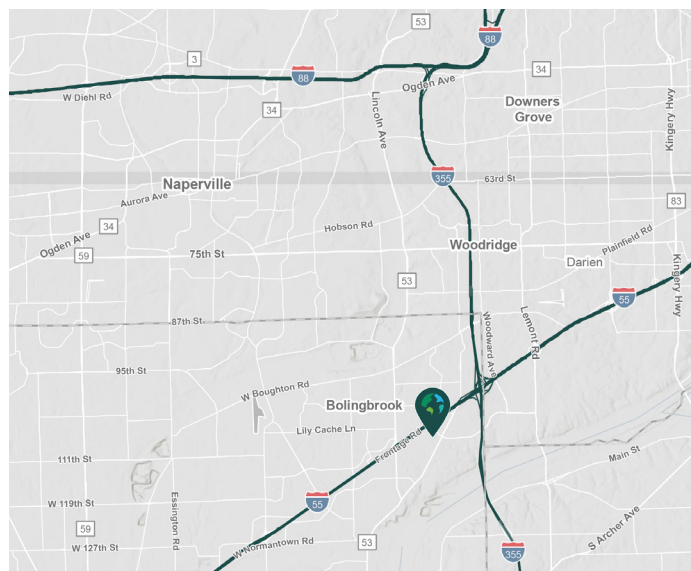 53
88
3
Ogden Ave
34
88
W Diehl Rd
34
Lincoln Ave
Downers
Grove
Kingery Hwy
355
63rd St
Naperville
Aurora Ave
83
34
Hobson Rd
Ogden Ave
59
75th St
Woodridge
Plainfield Rd
Darien
53
Kingery Hwy
55
87th St
Woodward Ave
Lemont Rd
95th St
W Boughton Rd
Bolingbrook
Lily Cache Ln
Frontage Rd
111th St
Main St
W 119th St
55
Essington Rd
59
S Archer Ave
W 127th St
W Normantown Rd
53
355